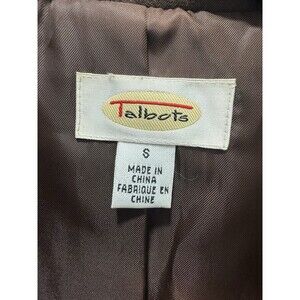 Talbots
S
MADE IN
CHINA
FABRIQUE EN
CHINE